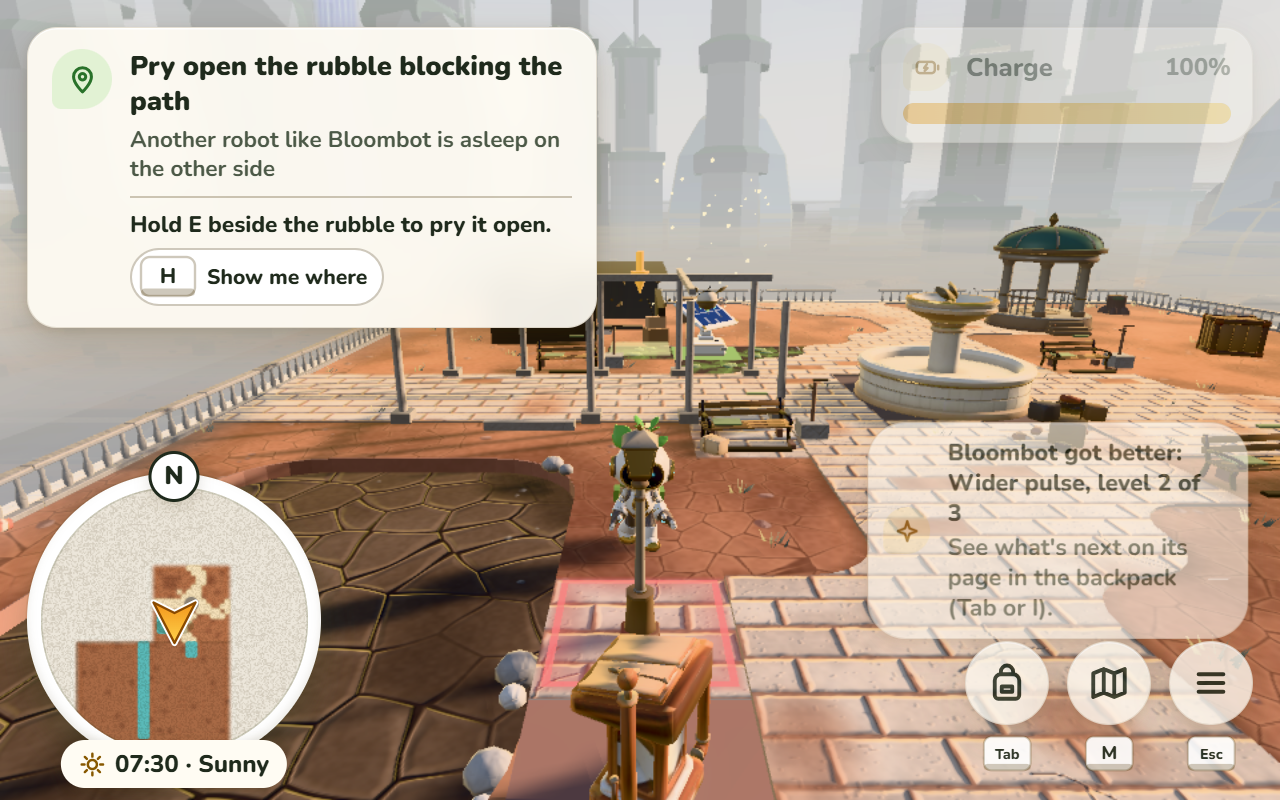 Pry open the rubble blocking the
path
Another robot like Bloombot is asleep on
the other side
Hold E beside the rubble to pry it open.
H Show me where
Charge 100%
N
07:30 · Sunny
Bloombot got better:
Wider pulse, level 2 of
3
See what's next on its
page in the backpack
(Tab or I).
Tab M Esc